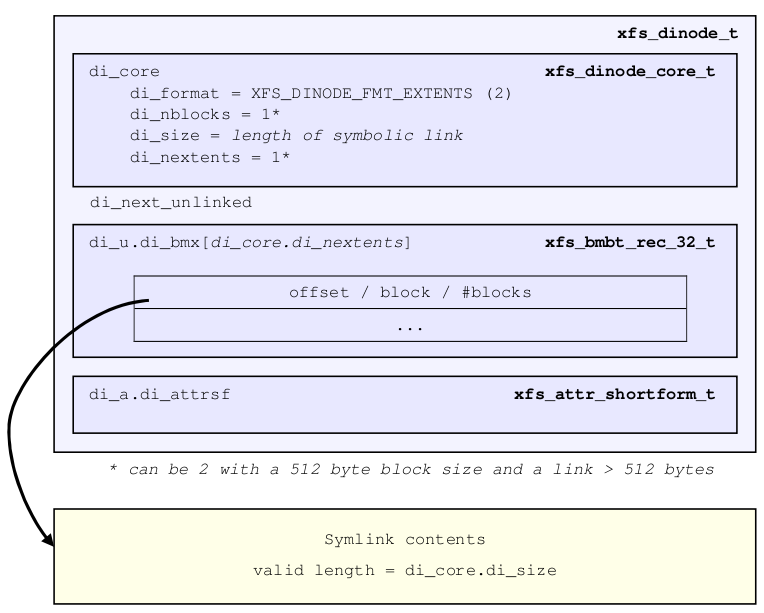 xfs_dinode_t
di_core xfs_dinode_core_t
di_format = XFS_DINODE_FMT_EXTENTS (2)
di_nblocks = 1*
di_size = length of symbolic link
di_nextents = 1*
di_next_unlinked
di_u.di_bmx[di_core.di_nextents] xfs_bmbt_rec_32_t
offset / block / #blocks
...
di_a.di_attrsf xfs_attr_shortform_t
* can be 2 with a 512 byte block size and a link > 512 bytes
Symlink contents
valid length = di_core.di_size